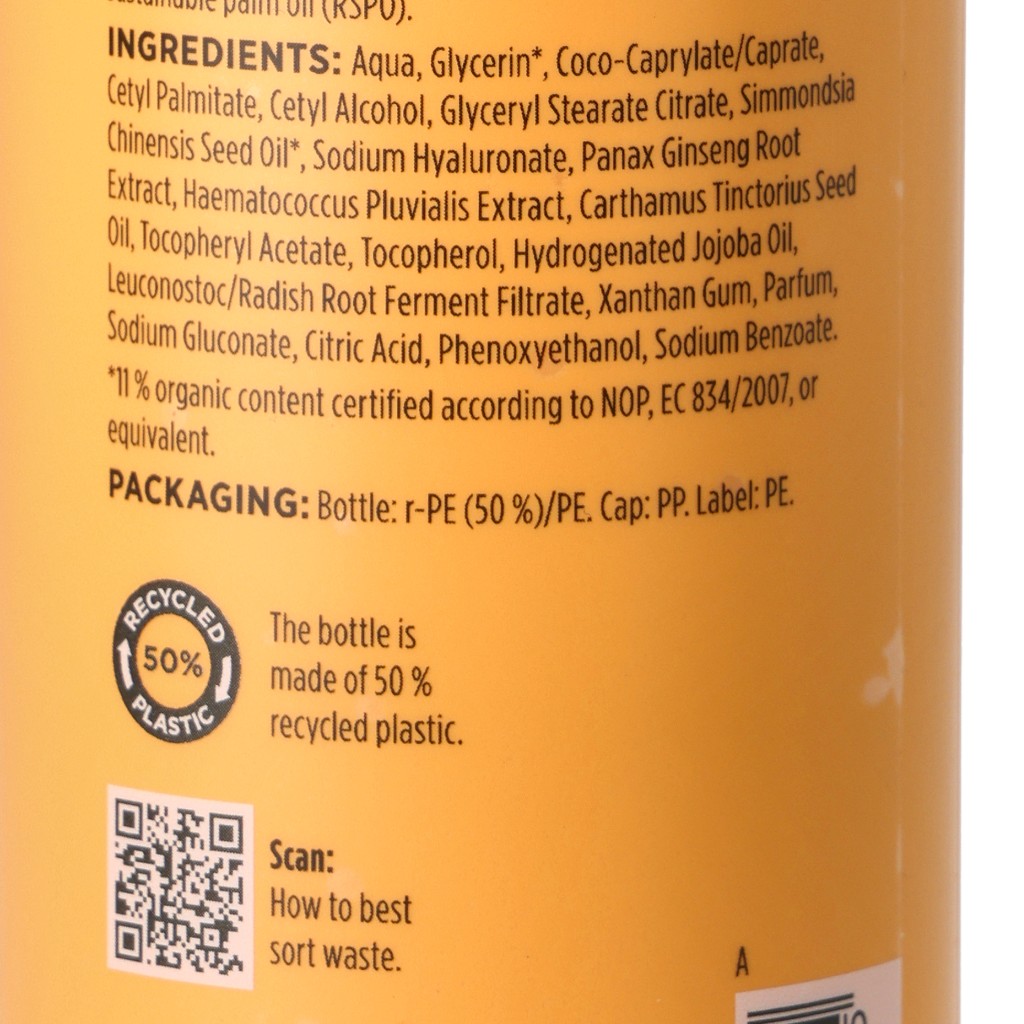 sustainable palm oil (RSPO).
INGREDIENTS: Aqua, Glycerin*, Coco-Caprylate/Caprate,
Cetyl Palmitate, Cetyl Alcohol, Glyceryl Stearate Citrate, Simmondsia
Chinensis Seed Oil*, Sodium Hyaluronate, Panax Ginseng Root
Extract, Haematococcus Pluvialis Extract, Carthamus Tinctorius Seed
Oil, Tocopheryl Acetate, Tocopherol, Hydrogenated Jojoba Oil,
Leuconostoc/Radish Root Ferment Filtrate, Xanthan Gum, Parfum,
Sodium Gluconate, Citric Acid, Phenoxyethanol, Sodium Benzoate.
*11 % organic content certified according to NOP, EC 834/2007, or
equivalent.
PACKAGING: Bottle: r-PE (50 %)/PE. Cap: PP. Label: PE.
RECYCLED
50%
PLASTIC
The bottle is
made of 50 %
recycled plastic.
Scan:
How to best
sort waste.
A